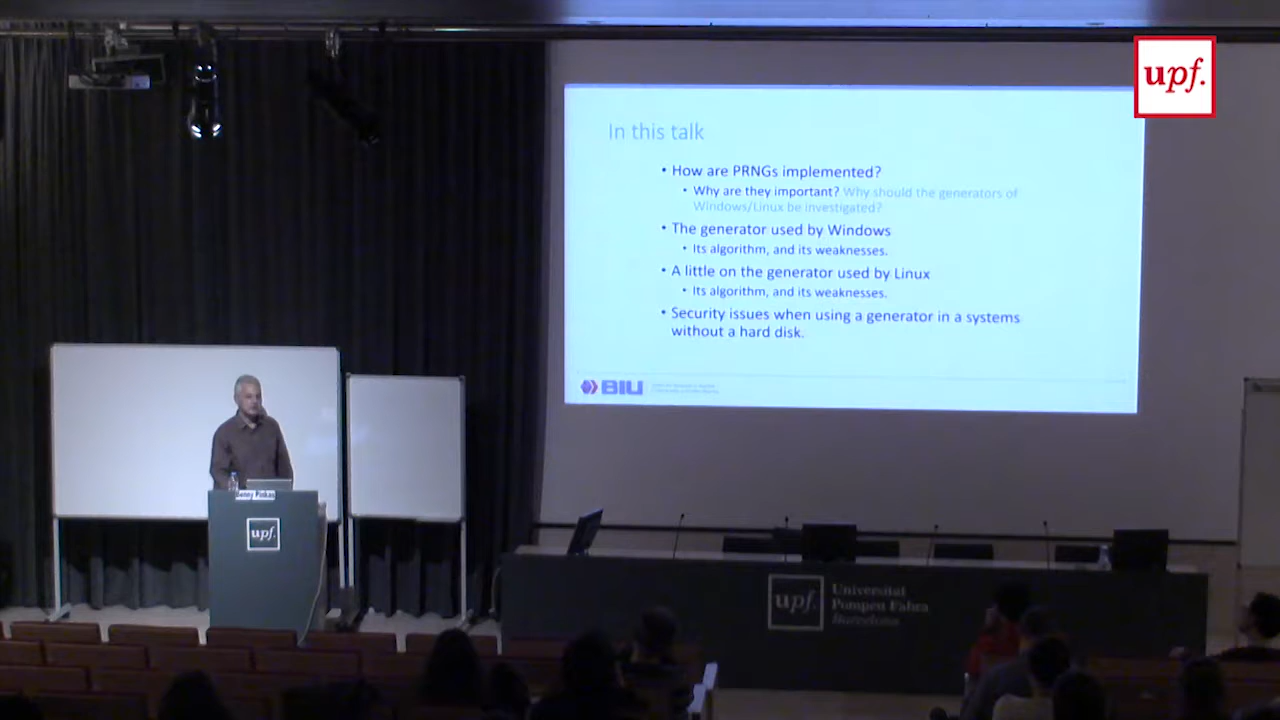 upf.
In this talk
• How are PRNGs implemented?
• Why are they important? Why should the generators of
Windows/Linux be investigated?
• The generator used by Windows
• Its algorithm, and its weaknesses.
• A little on the generator used by Linux
• Its algorithm, and its weaknesses.
• Security issues when using a generator in a systems
without a hard disk.
BIU
Benny Pinkas
upf.
upf.
Universitat
Pompeu Fabra
Barcelona